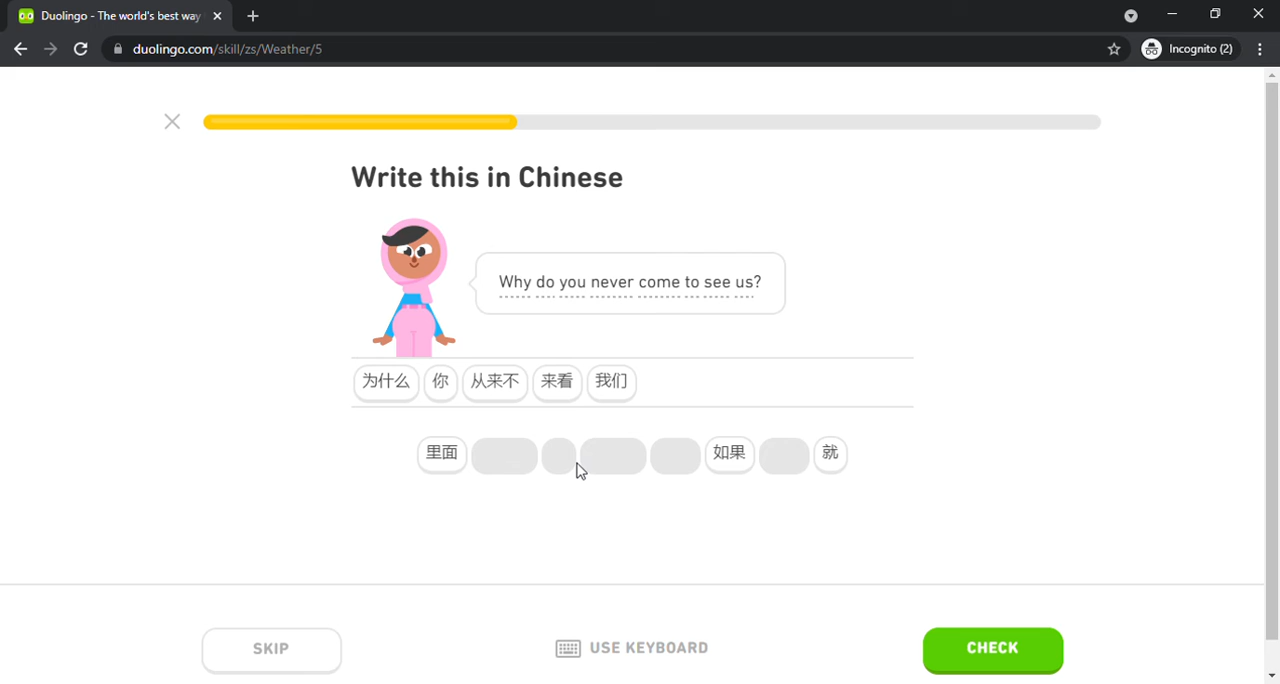 Duolingo - The world's best way
Incognito (2)
duolingo.com/skill/zs/Weather/5
Write this in Chinese
Why do you never come to see us?
为什么 你 从来不 来看 我们
里面 如果 就
SKIP
USE KEYBOARD
CHECK